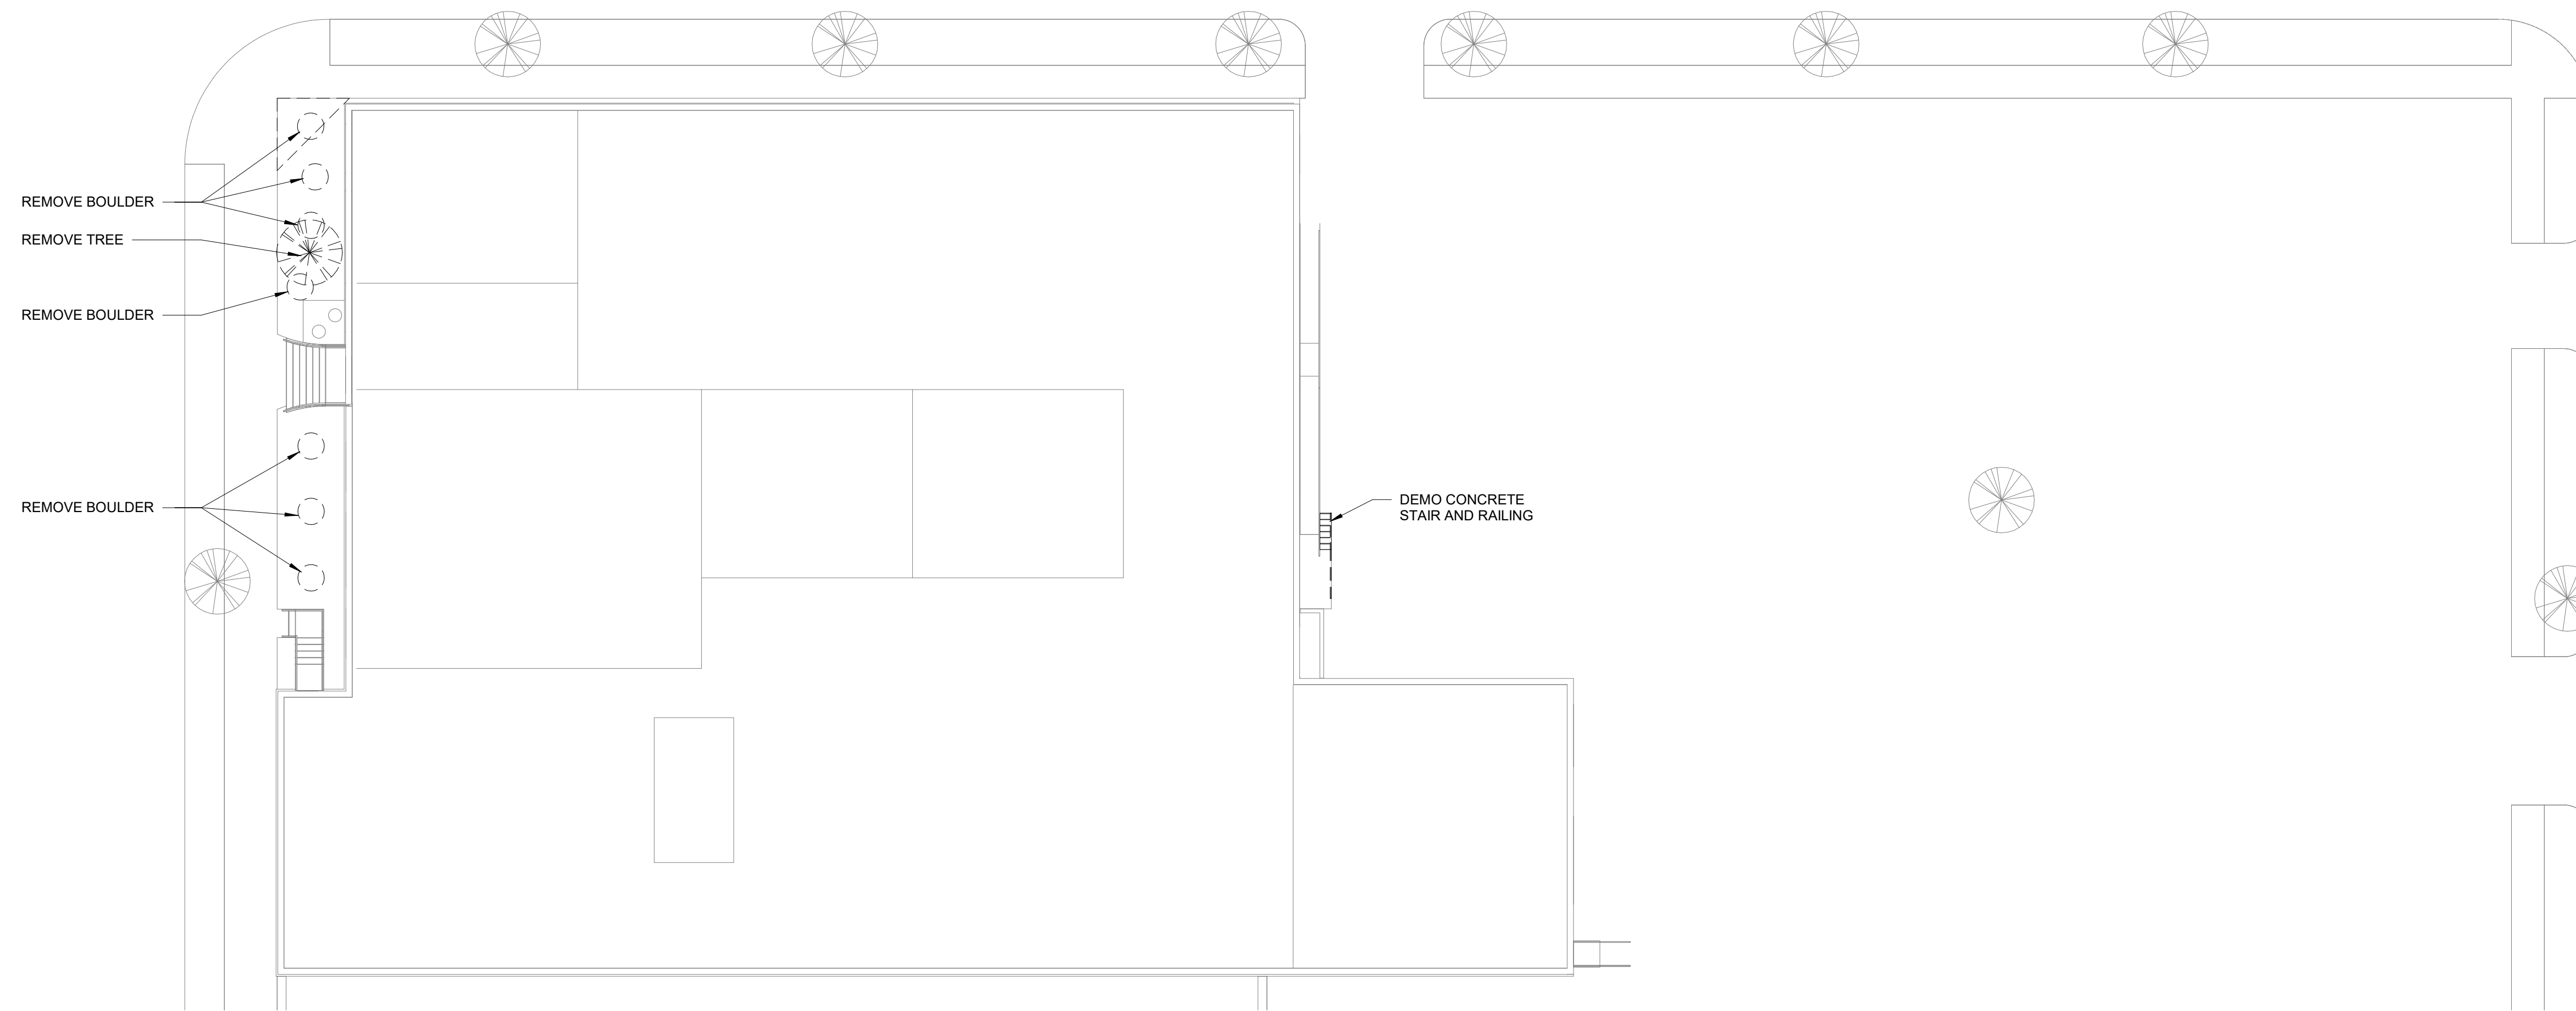 REMOVE BOULDER
REMOVE TREE
REMOVE BOULDER
REMOVE BOULDER
DEMO CONCRETE
STAIR AND RAILING